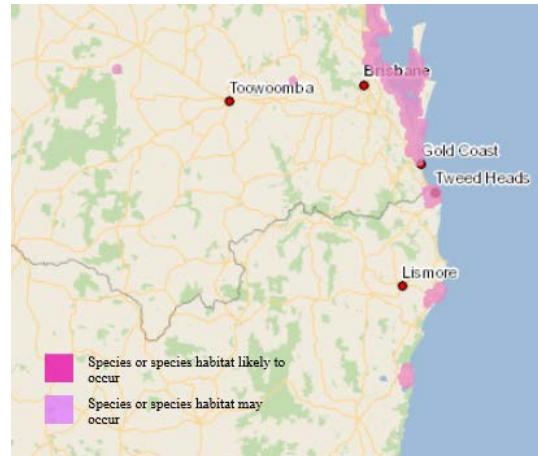 Brisbane
Toowoomba
Gold Coast
Tweed Heads
Lismore
Species or species habitat likely to
occur
Species or species habitat may
occur